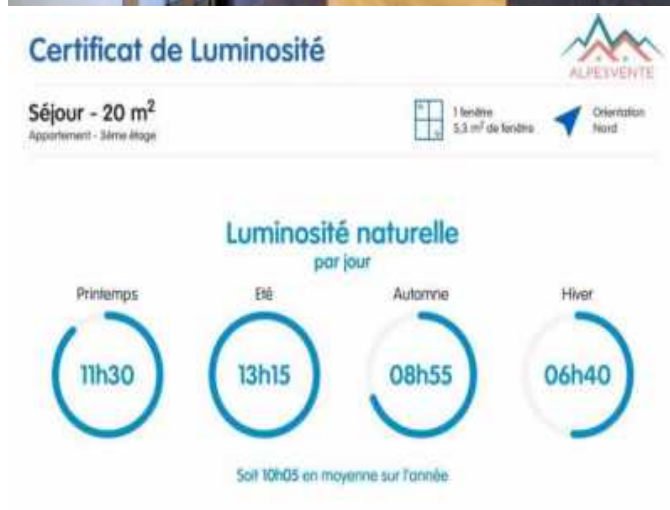 Certificat de Luminosité
ALPESVENTE
Séjour - 20 m²
Appartement - 3ème étage
1 fenêtre
5,3 m² de fenêtre
Orientation
Nord
Luminosité naturelle
par jour
Printemps
Eté
Automne
Hiver
11h30
13h15
08h55
06h40
Soit 10h05 en moyenne sur l'année